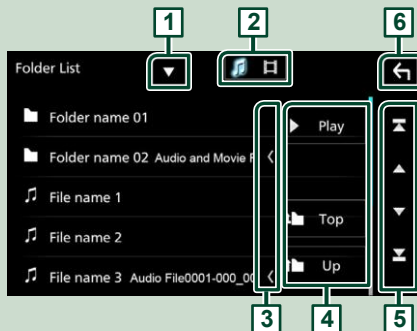 1 2 6
Folder List
Folder name 01
Play
Folder name 02 Audio and Movie
File name 1
Top
File name 2
Up
File name 3 Audio File0001-000_00
3 4 5